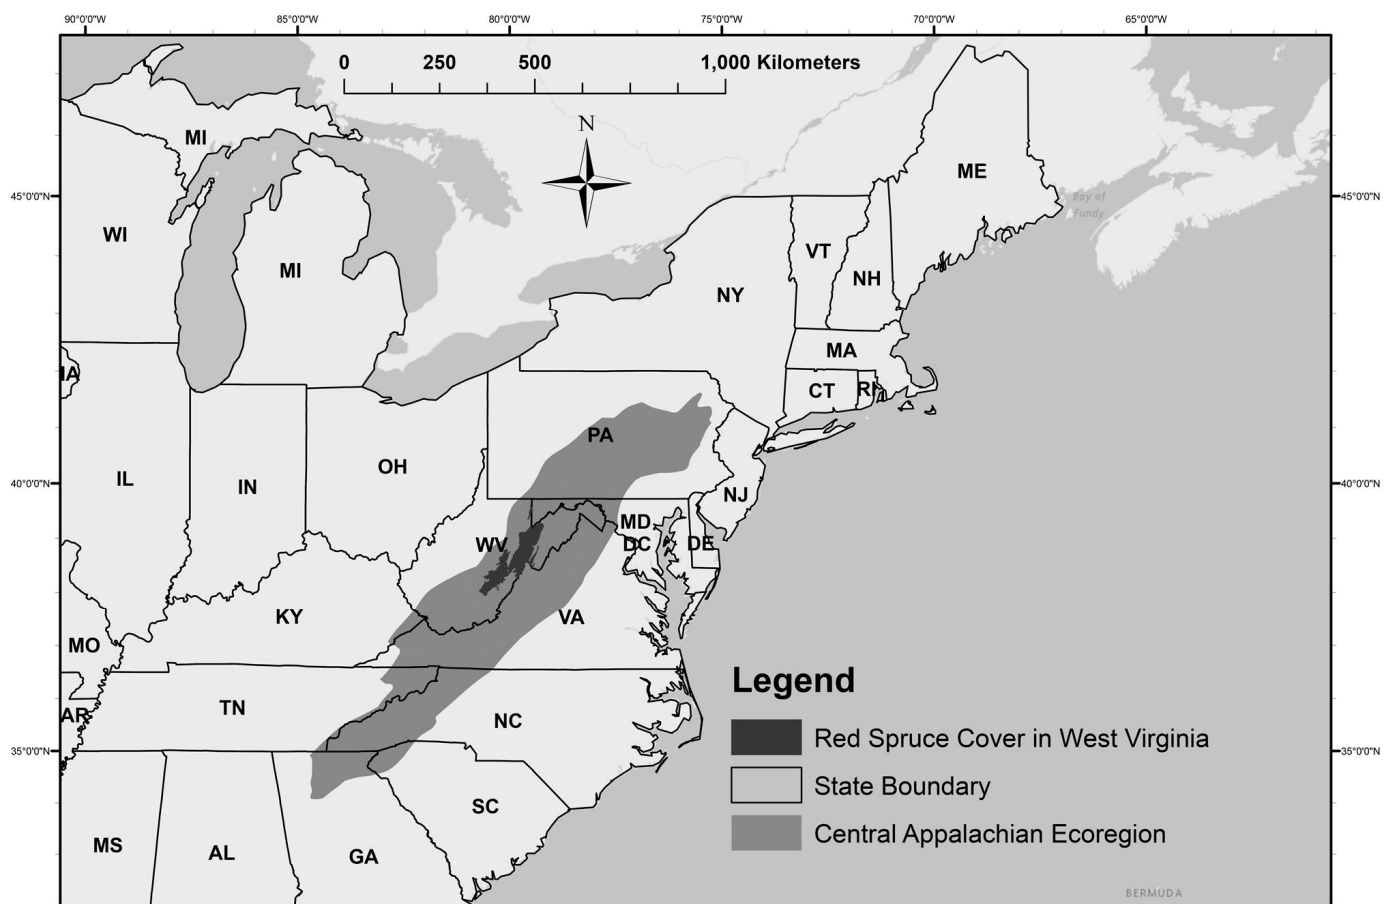 90°0'0"W 85°0'0"W 80°0'0"W 75°0'0"W 70°0'0"W 65°0'0"W
0 250 500 1,000 Kilometers
N
MI
ME
45°0'0"N 45°0'0"N
Bay of
Fundy
WI
VT
MI
NH
NY
MA
IA
CT RI
PA
OH
IL
IN
40°0'0"N 40°0'0"N
NJ
MD
WV DC DE
KY
VA
MO
Legend
TN
AR
NC
Red Spruce Cover in West Virginia
35°0'0"N 35°0'0"N
State Boundary
SC
Central Appalachian Ecoregion
MS
AL
GA
BERMUDA